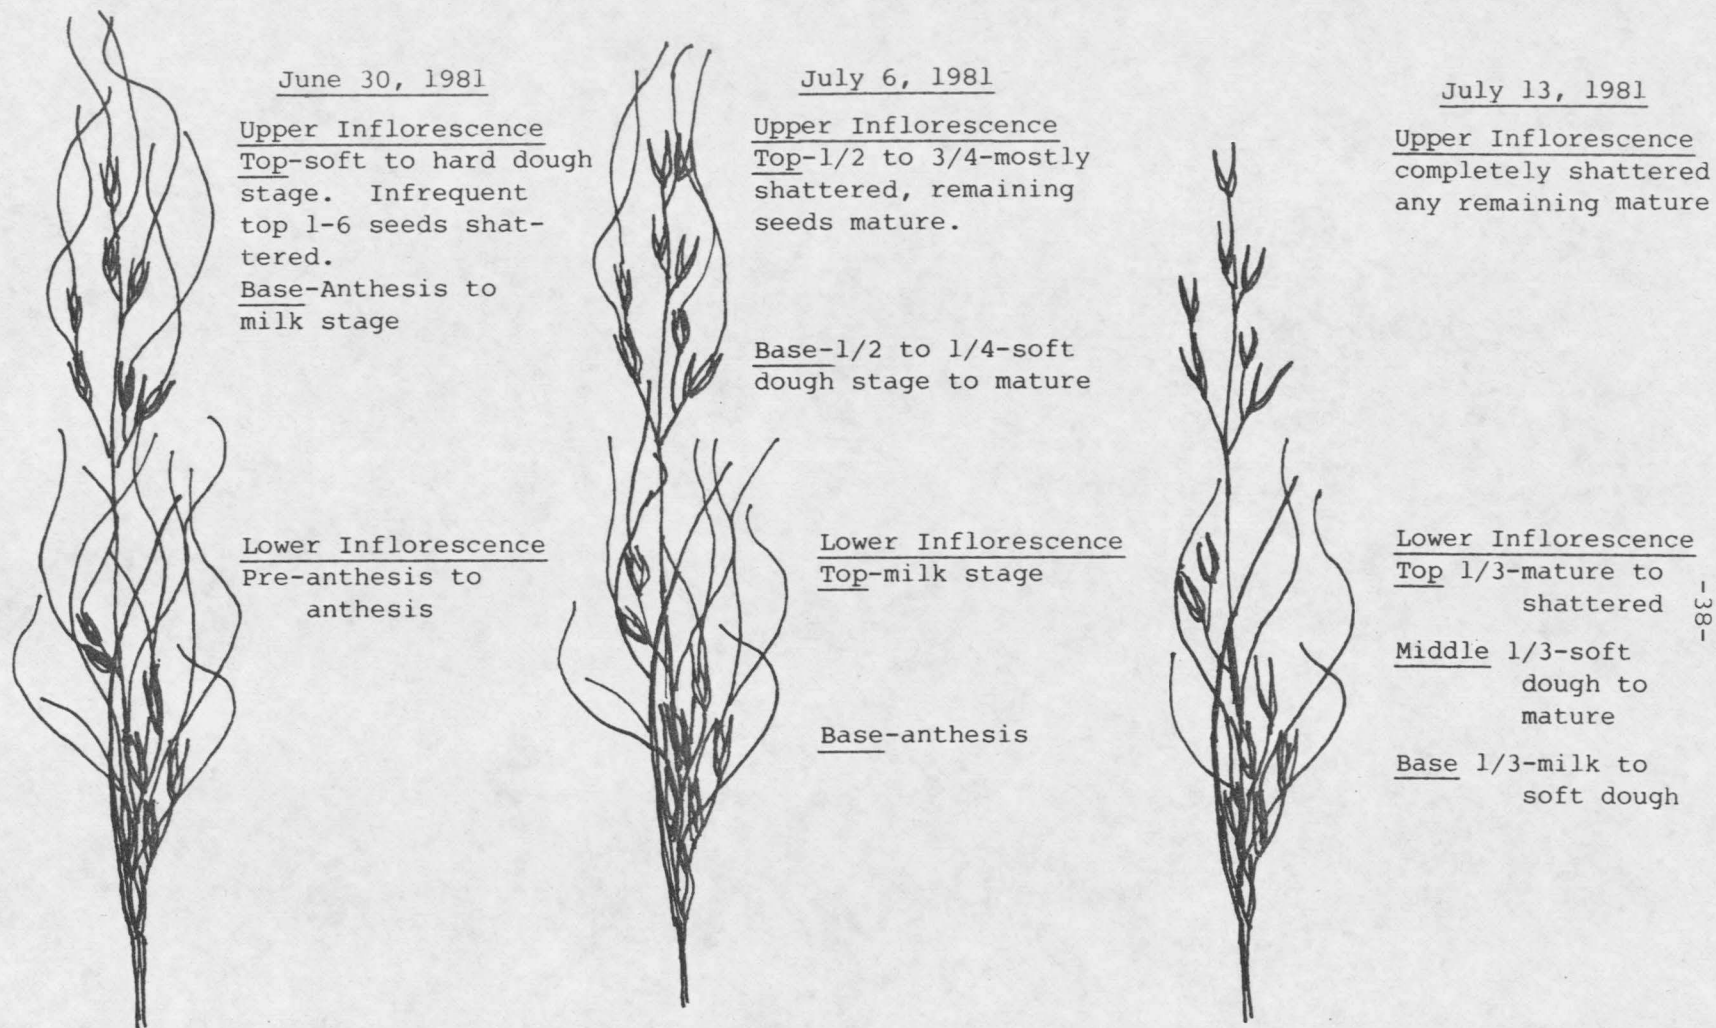 June 30, 1981
Upper Inflorescence
Top-soft to hard dough
stage. Infrequent
top 1-6 seeds shat-
tered.
Base-Anthesis to
milk stage
Lower Inflorescence
Pre-anthesis to
anthesis
July 6, 1981
Upper Inflorescence
Top-1/2 to 3/4-mostly
shattered, remaining
seeds mature.
Base-1/2 to 1/4-soft
dough stage to mature
Lower Inflorescence
Top-milk stage
Base-anthesis
July 13, 1981
Upper Inflorescence
completely shattered
any remaining mature
Lower Inflorescence
Top 1/3-mature to
shattered
Middle 1/3-soft
dough to
mature
Base 1/3-milk to
soft dough
-38-